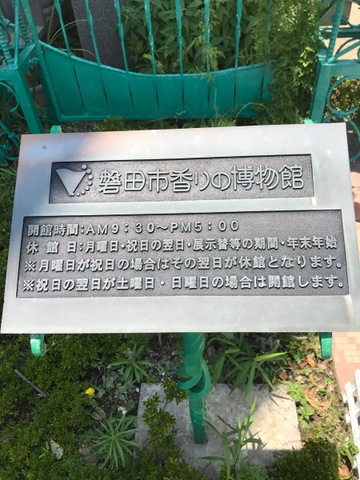 磐田市香りの博物館
開館時間:AM9:30～PM5:00
休館日:月曜日・祝日の翌日・展示替等の期間・年末年始
※月曜日が祝日の場合はその翌日が休館となります。
※祝日の翌日が土曜日・日曜日の場合は開館します。